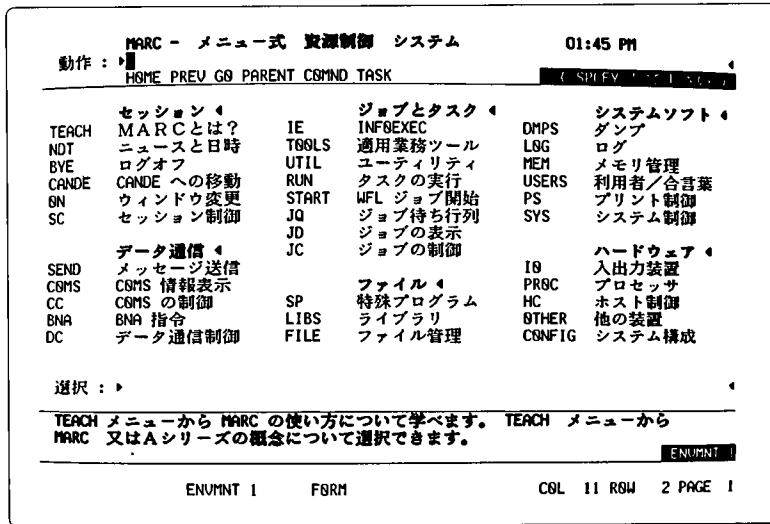 MARC - メニュー式 資源制御 システム 01:45 PM
動作 :
HOME PREV GO PARENT COMND TASK
セッション ジョブとタスク システムソフト
TEACH MARCとは? IE INFOEXEC DMPS ダンプ
NDT ニュースと日時 TOOLS 適用業務ツール LOG ログ
BYE ログオフ UTIL ユーティリティ MEM メモリ管理
CANDE CANDE への移動 RUN タスクの実行 USERS 利用者/合言葉
ON ウィンドウ変更 START WFL ジョブ開始 PS プリント制御
SC セッション制御 JQ ジョブ待ち行列 SYS システム制御
JD ジョブの表示
データ通信 JC ジョブの制御 ハードウェア
SEND メッセージ送信 IO 入出力装置
COMS COMS 情報表示 ファイル PROC プロセッサ
CC COMS の制御 SP 特殊プログラム HC ホスト制御
BNA BNA 指令 LIBS ライブラリ OTHER 他の装置
DC データ通信制御 FILE ファイル管理 CONFIG システム構成
選択 :
TEACH メニューから MARC の使い方について学べます。 TEACH メニューから
MARC 又はAシリーズの概念について選択できます。
ENVMNT 1
ENVMNT 1 FORM COL 11 ROW 2 PAGE 1